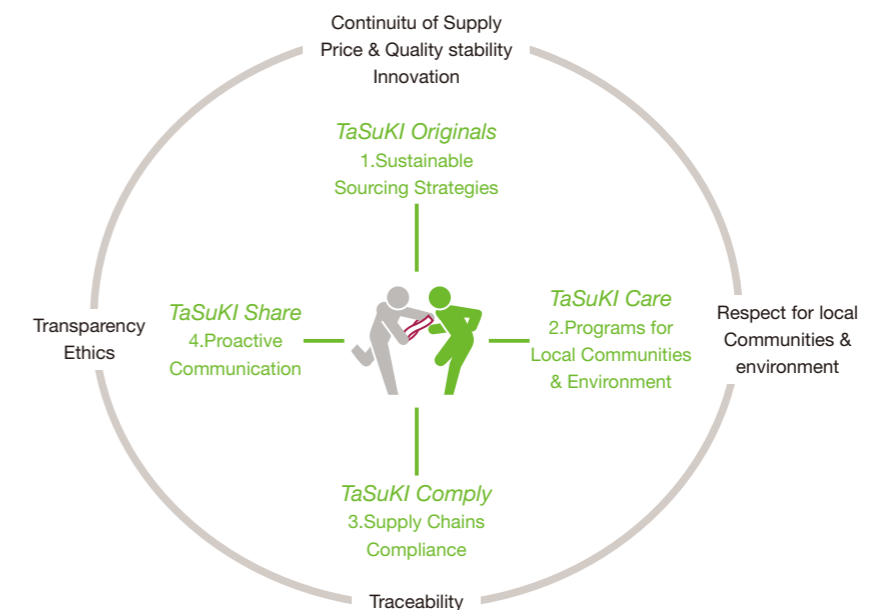 Continuitu of Supply
Price & Quality stability
Innovation
TaSuKI Originals
1.Sustainable
Sourcing Strategies
TaSuKI Share
4.Proactive
Communication
TaSuKI Care
2.Programs for
Local Communities
& Environment
Transparency
Ethics
Respect for local
Communities &
environment
TaSuKI Comply
3.Supply Chains
Compliance
Traceability